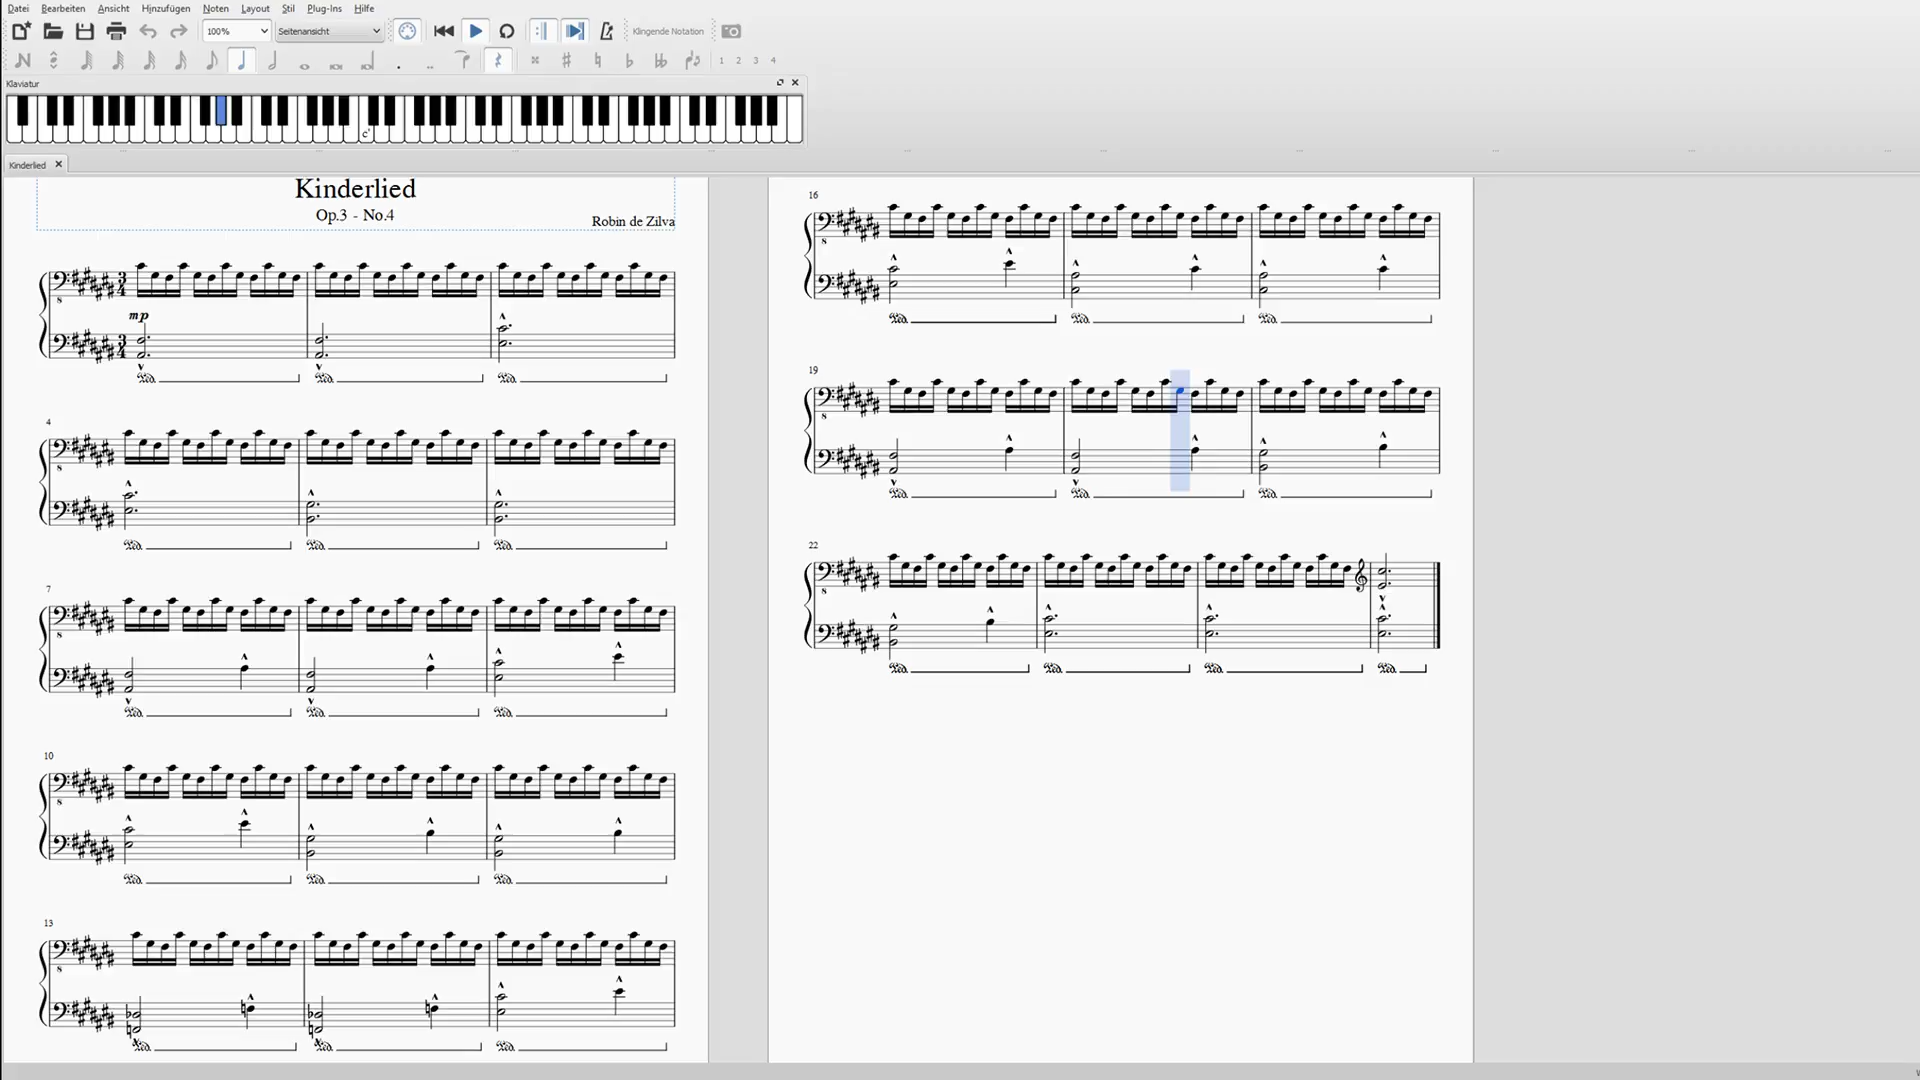 Datei Bearbeiten Ansicht Hinzufügen Noten Layout Stil Plug-Ins Hilfe
100% Seitenansicht Klingende Notation
1 2 3 4
Klaviatur
c'
Kinderlied
Kinderlied
Op.3 - No.4
Robin de Zilva
mp
4
7
10
13
16
19
22